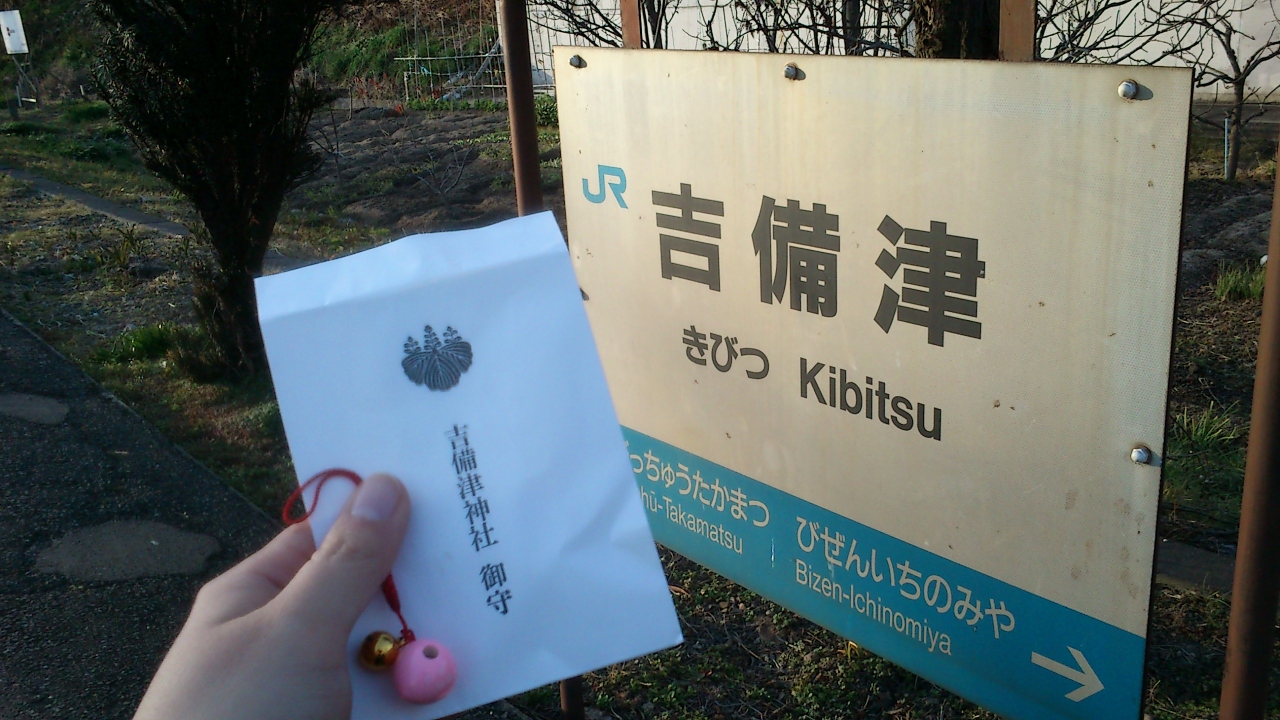 JR
吉備津
きびつ Kibitsu
っちゅうたかまつ びぜんいちのみや
hū-Takamatsu Bizen-Ichinomiya
吉備津神社 御守